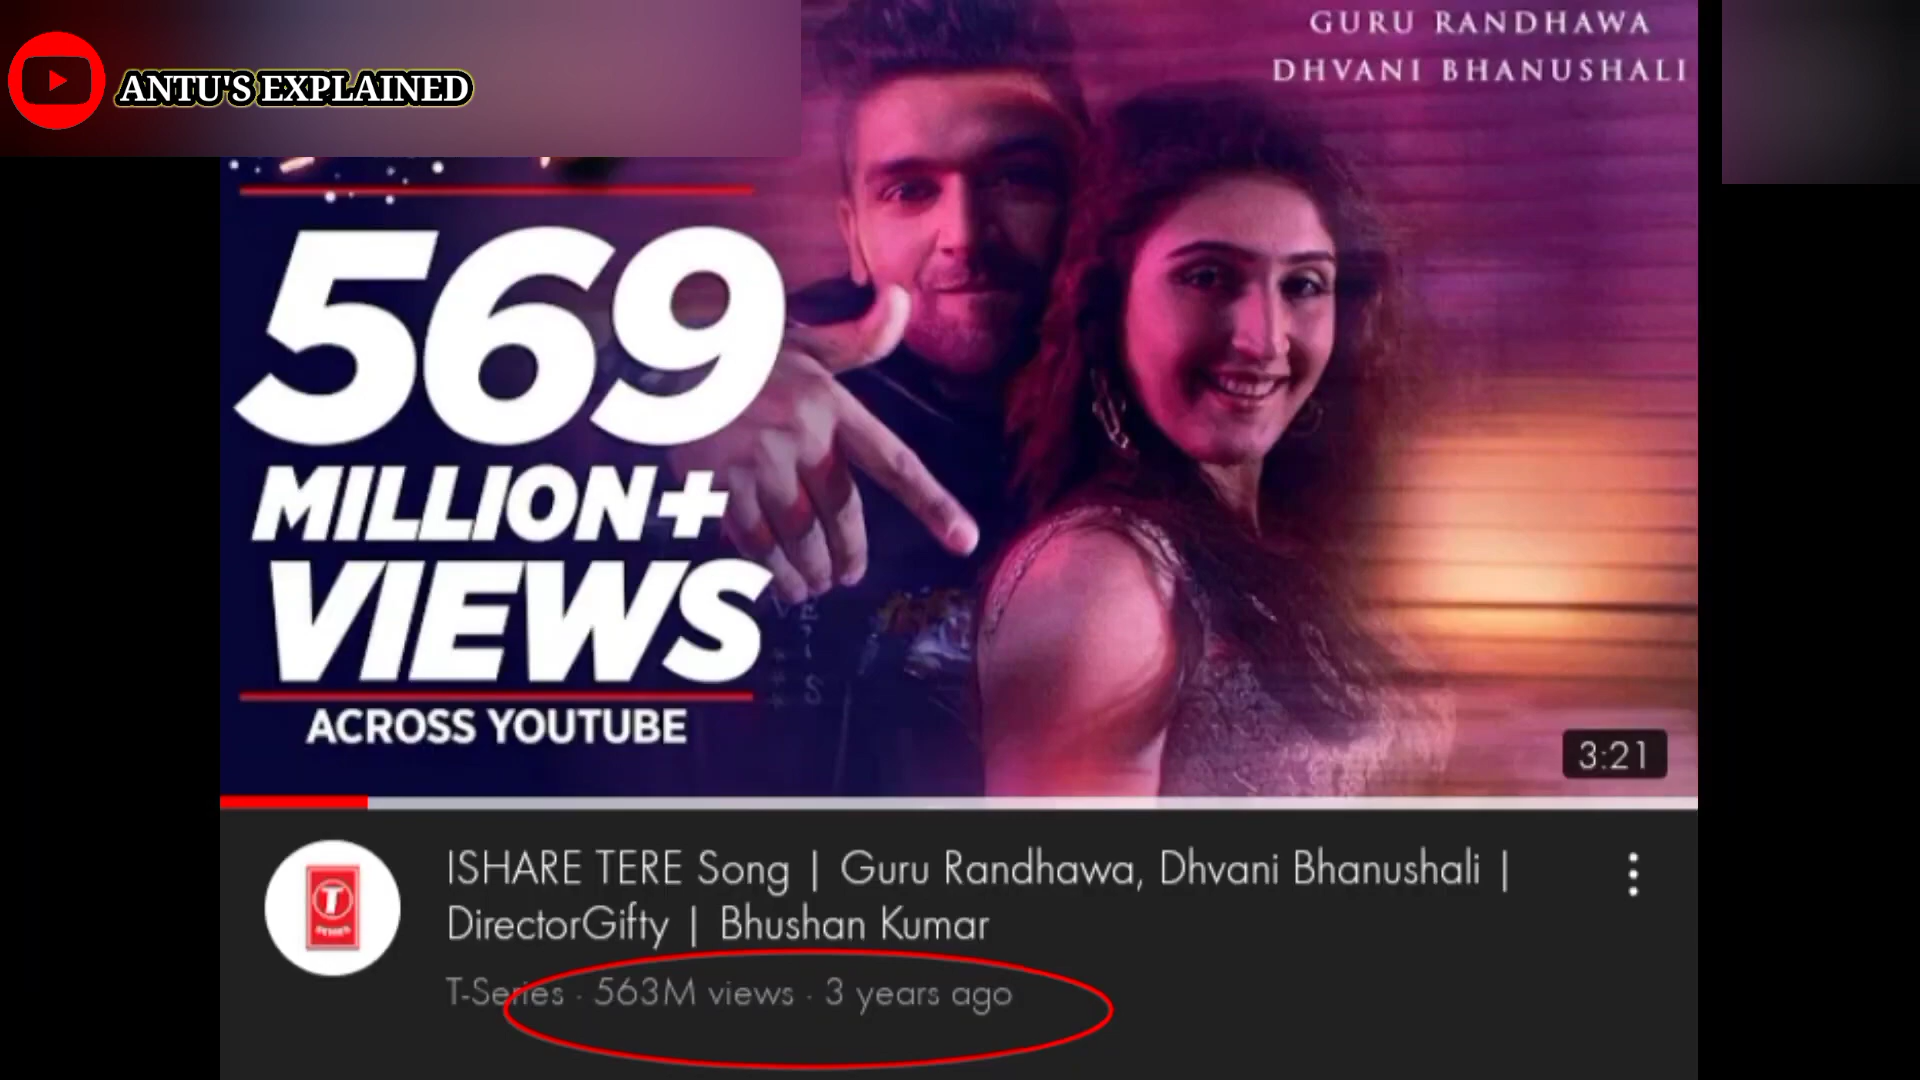 GURU RANDHAWA
DHVANI BHANUSHALI
ANTU'S EXPLAINED
569
MILLION+
VIEWS
ACROSS YOUTUBE
3:21
ISHARE TERE Song | Guru Randhawa, Dhvani Bhanushali |
DirectorGifty | Bhushan Kumar
T-Series · 563M views · 3 years ago